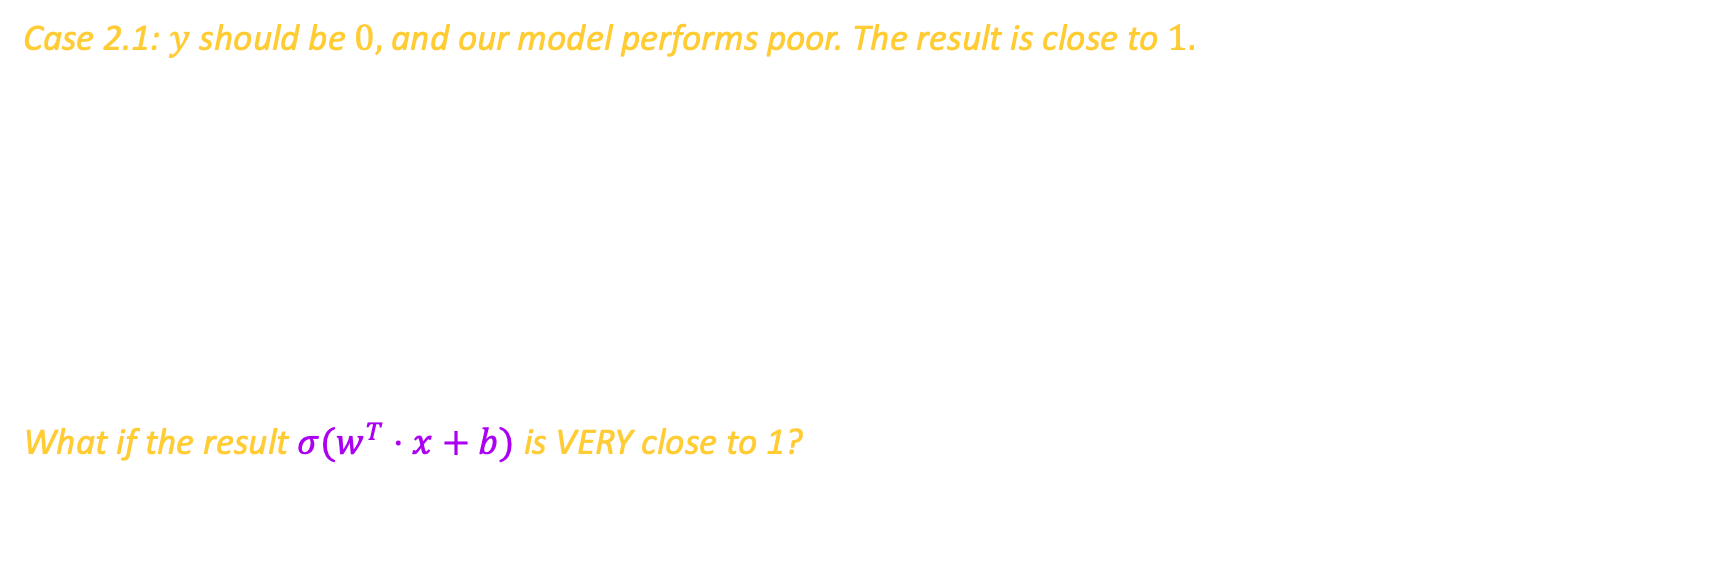 Case 2.1: y should be 0, and our model performs poor. The result is close to 1.
What if the result σ(wᵀ · x + b) is VERY close to 1?